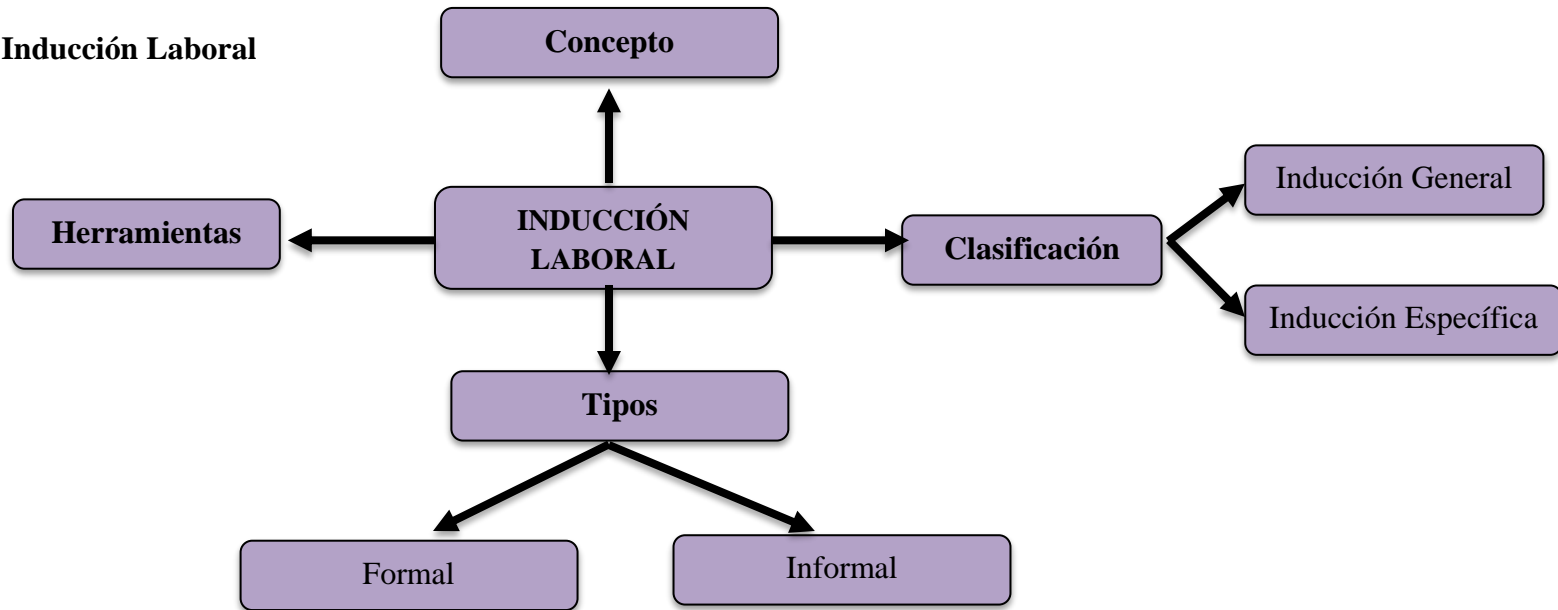 Inducción Laboral
Concepto
Inducción General
Herramientas
INDUCCIÓN
LABORAL
Clasificación
Inducción Específica
Tipos
Formal
Informal